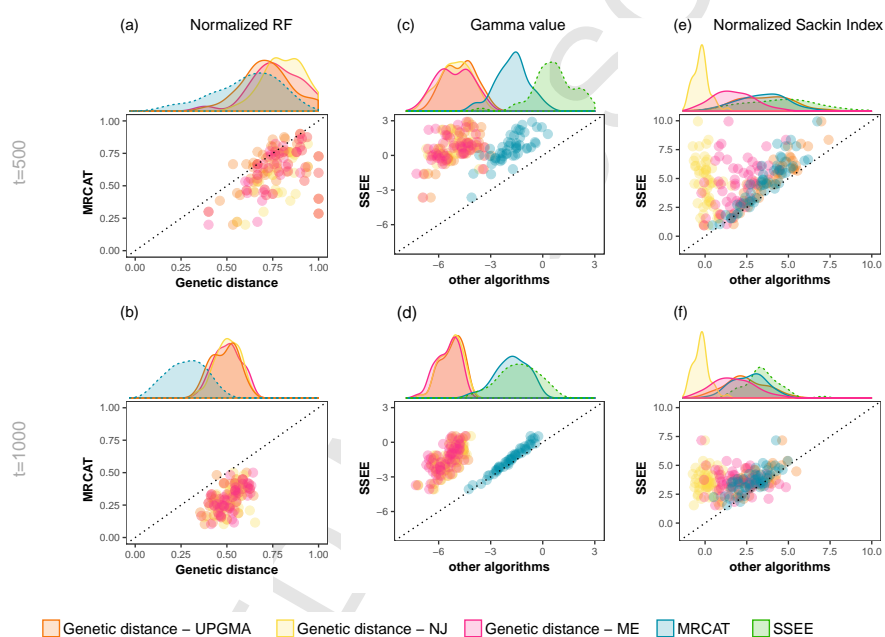 (a) Normalized RF
(c) Gamma value
(e) Normalized Sackin Index
t=500
MRCAT
1.00
0.75
0.50
0.25
0.00
0.00 0.25 0.50 0.75 1.00
Genetic distance
SSEE
3
0
−3
−6
−6 −3 0 3
other algorithms
SSEE
10.0
7.5
5.0
2.5
0.0
0.0 2.5 5.0 7.5 10.0
other algorithms
(b)
(d)
(f)
t=1000
MRCAT
1.00
0.75
0.50
0.25
0.00
0.00 0.25 0.50 0.75 1.00
Genetic distance
SSEE
3
0
−3
−6
−6 −3 0 3
other algorithms
SSEE
10.0
7.5
5.0
2.5
0.0
0.0 2.5 5.0 7.5 10.0
other algorithms
Genetic distance − UPGMA Genetic distance − NJ Genetic distance − ME MRCAT SSEE